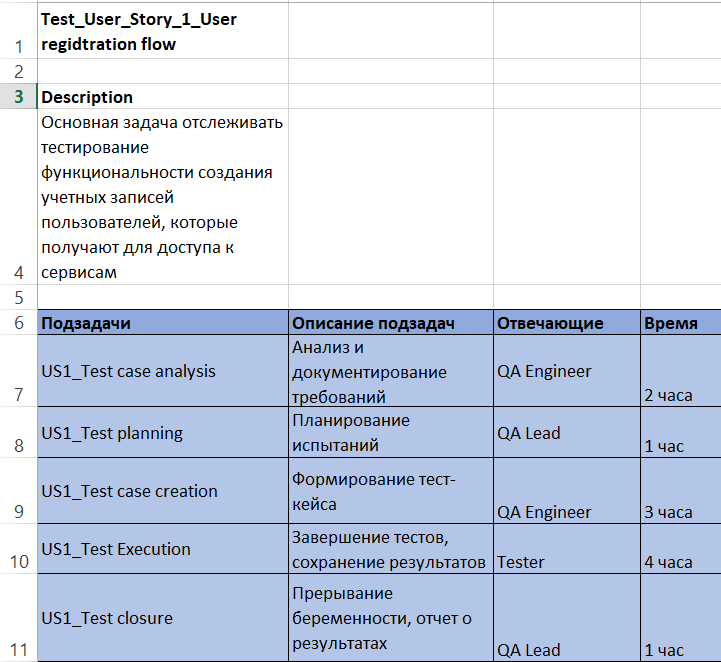 Test_User_Story_1_User
regidtration flow
1
2
3 Description
Основная задача отслеживать
тестирование
функциональности создания
учетных записей
пользователей, которые
получают для доступа к
4 сервисам
5
6 Подзадачи Описание подзадач Отвечающие Время
Анализ и
US1_Test case analysis документирование QA Engineer
7 требований 2 часа
Планирование
US1_Test planning испытаний QA Lead
8 1 час
Формирование тест-
US1_Test case creation кейса
9 QA Engineer 3 часа
Завершение тестов,
US1_Test Execution
10 сохранение результатов Tester 4 часа
Прерывание
US1_Test closure беременности, отчет о
11 результатах QA Lead 1 час